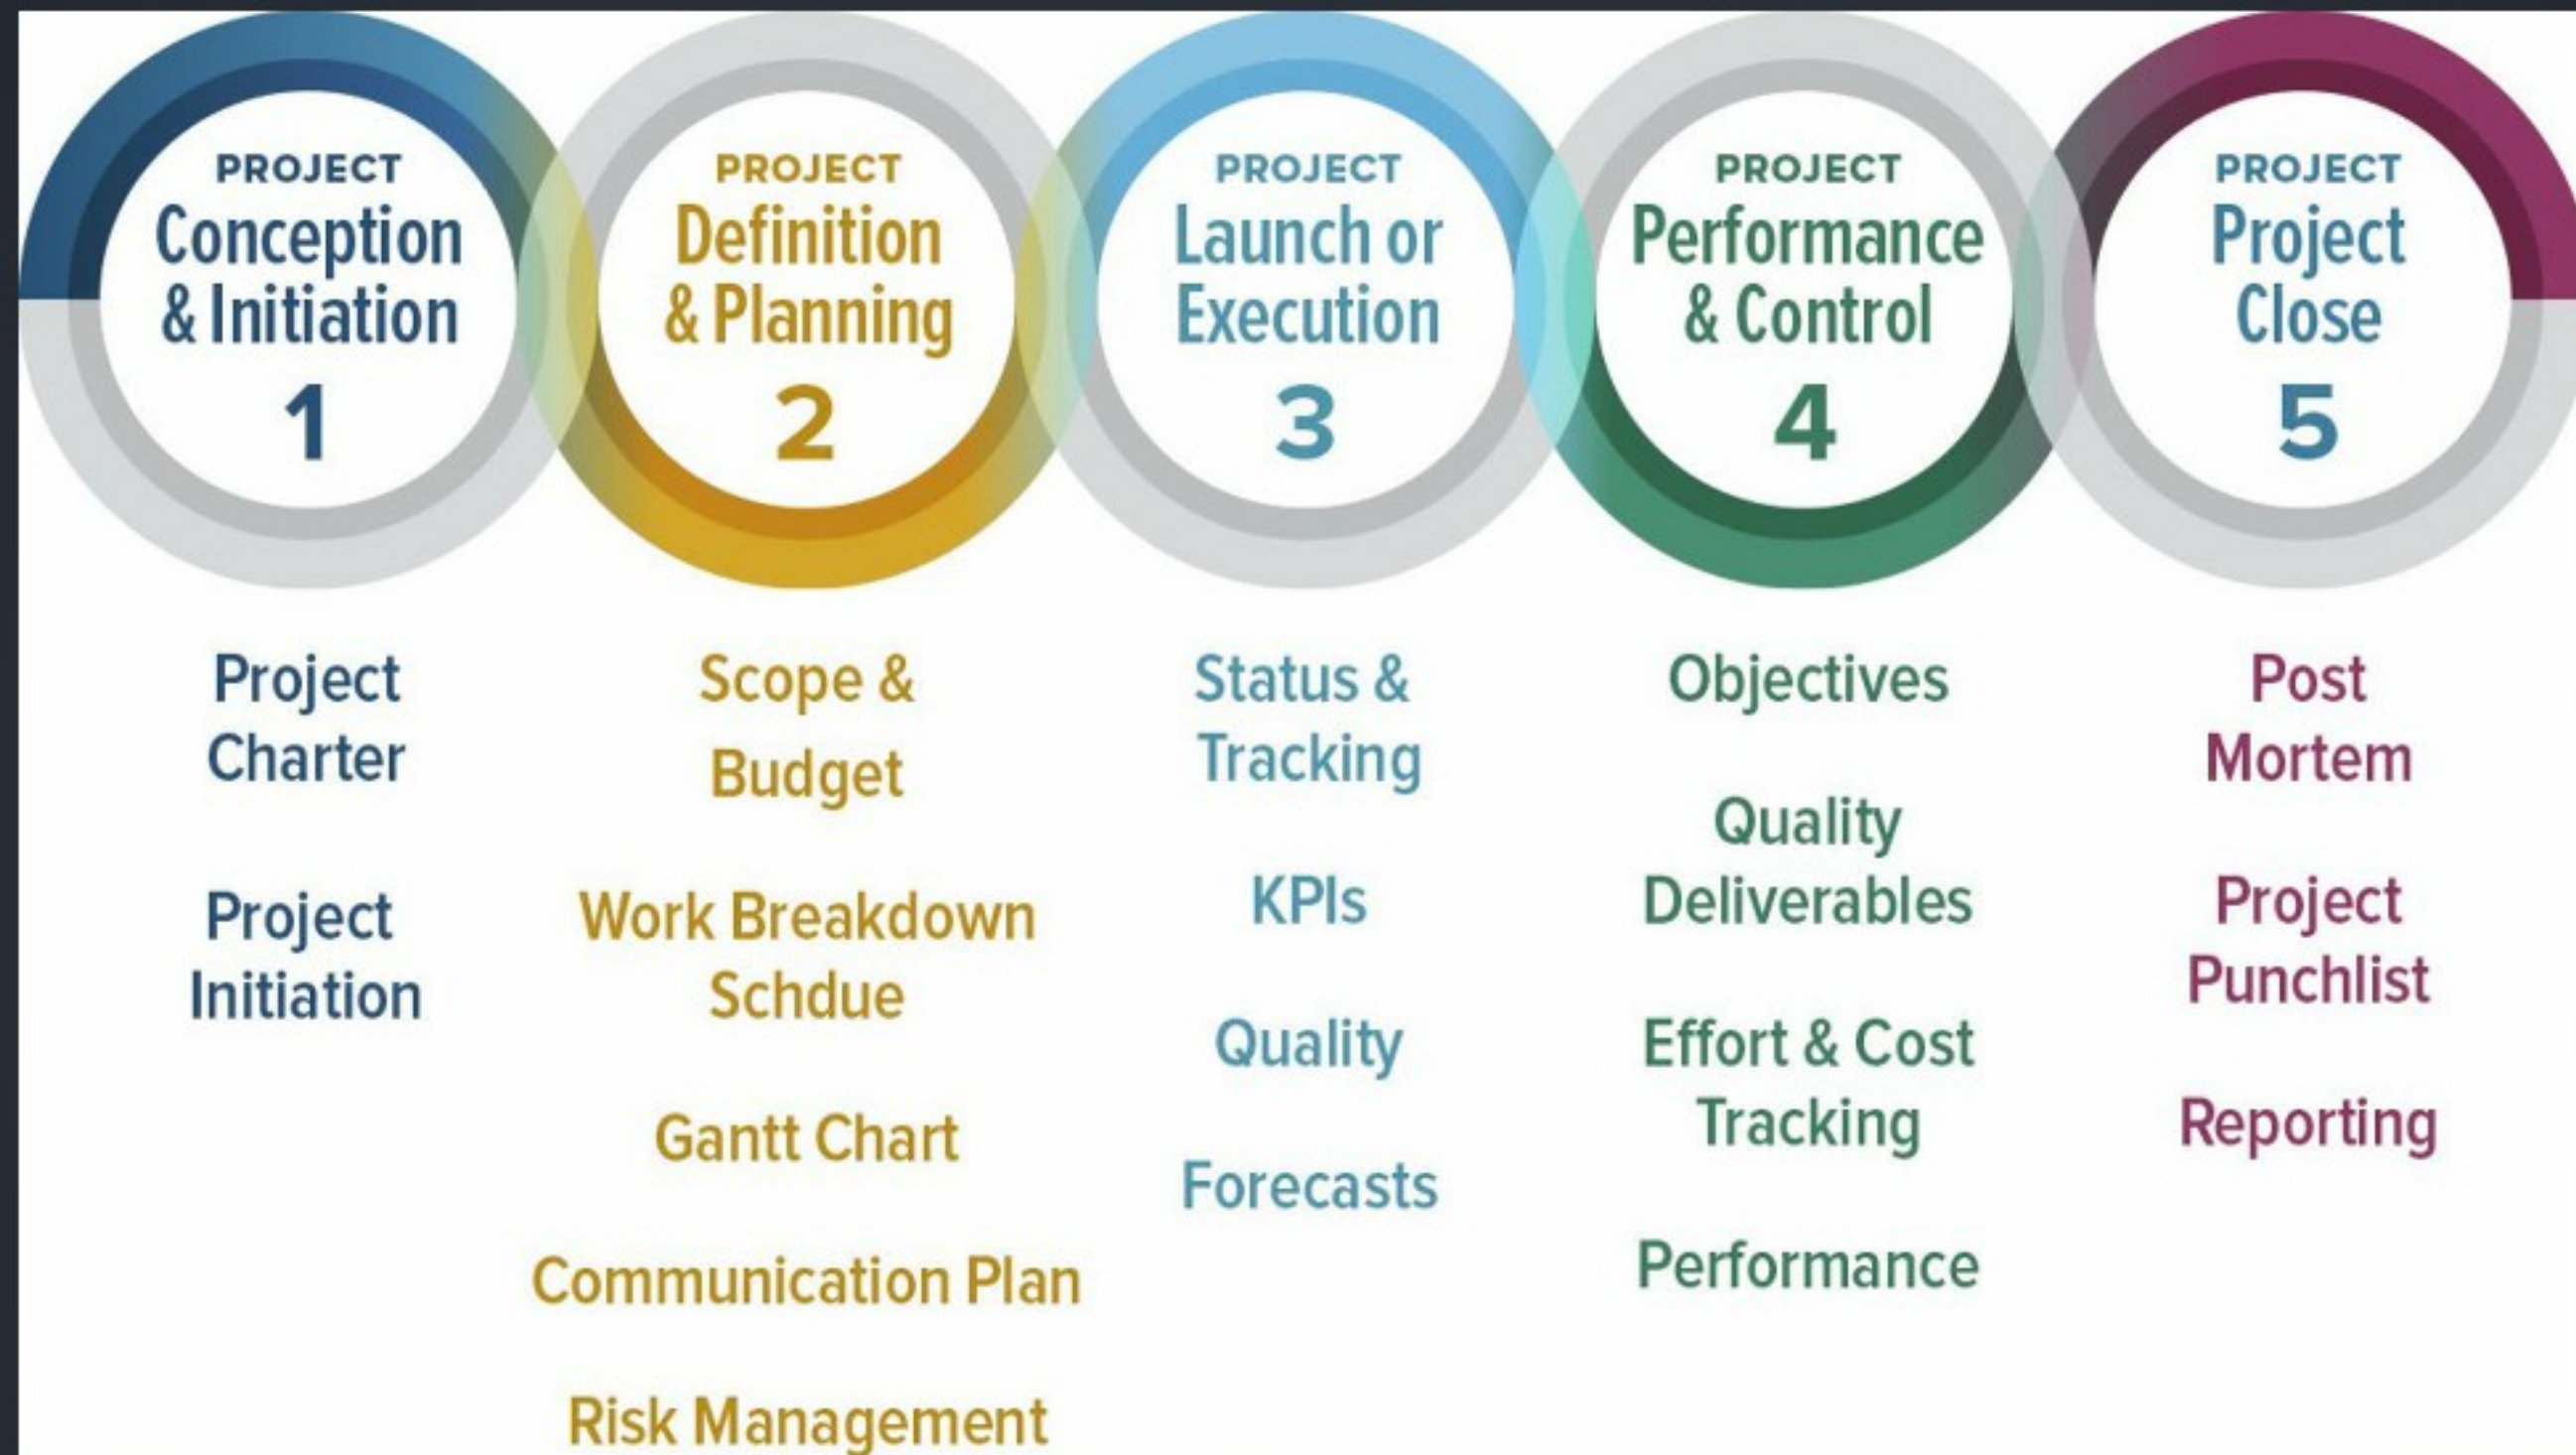 PROJECT
Conception
& Initiation
1
PROJECT
Definition
& Planning
2
PROJECT
Launch or
Execution
3
PROJECT
Performance
& Control
4
PROJECT
Project
Close
5
Project
Charter
Project
Initiation
Scope &
Budget
Work Breakdown
Schdue
Gantt Chart
Communication Plan
Risk Management
Status &
Tracking
KPIs
Quality
Forecasts
Objectives
Quality
Deliverables
Effort & Cost
Tracking
Performance
Post
Mortem
Project
Punchlist
Reporting